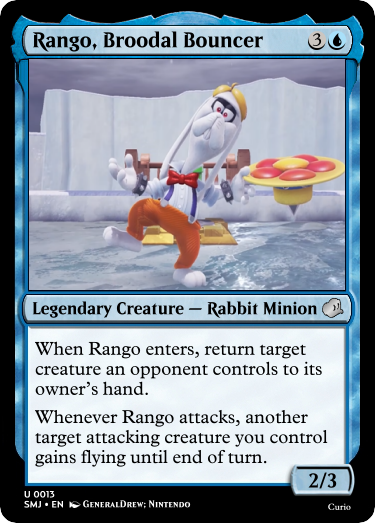 Rango, Broodal Bouncer 3
Legendary Creature — Rabbit Minion
When Rango enters, return target
creature an opponent controls to its
owner's hand.
Whenever Rango attacks, another
target attacking creature you control
gains flying until end of turn.
2/3
U 0013
SMJ • EN GeneralDrew; Nintendo
Curio